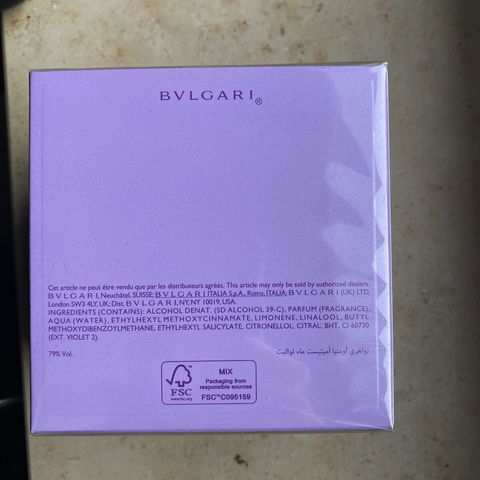 BVLGARI®
Cet article ne peut être vendu que par les distributeurs agréés. This article may only be sold by authorized dealers.
BVLGARI, Neuchâtel, SUISSE; BVLGARI ITALIA S.p.A., Roma, ITALIA; BVLGARI (UK) LTD,
London SW3 4LY, UK; Dist. BVLGARI, NY, NY 10019, USA.
INGREDIENTS (CONTAINS): ALCOHOL DENAT. (SD ALCOHOL 39-C), PARFUM (FRAGRANCE),
AQUA (WATER), ETHYLHEXYL METHOXYCINNAMATE, LIMONENE, LINALOOL, BUTYL
METHOXYDIBENZOYLMETHANE, ETHYLHEXYL SALICYLATE, CITRONELLOL, CITRAL, BHT, CI 60730
(EXT. VIOLET 2).
79% Vol.
بولغري أومنيا أميتيست ماء تواليت
FSC
www.fsc.org
MIX
Packaging from
responsible sources
FSC™C095159